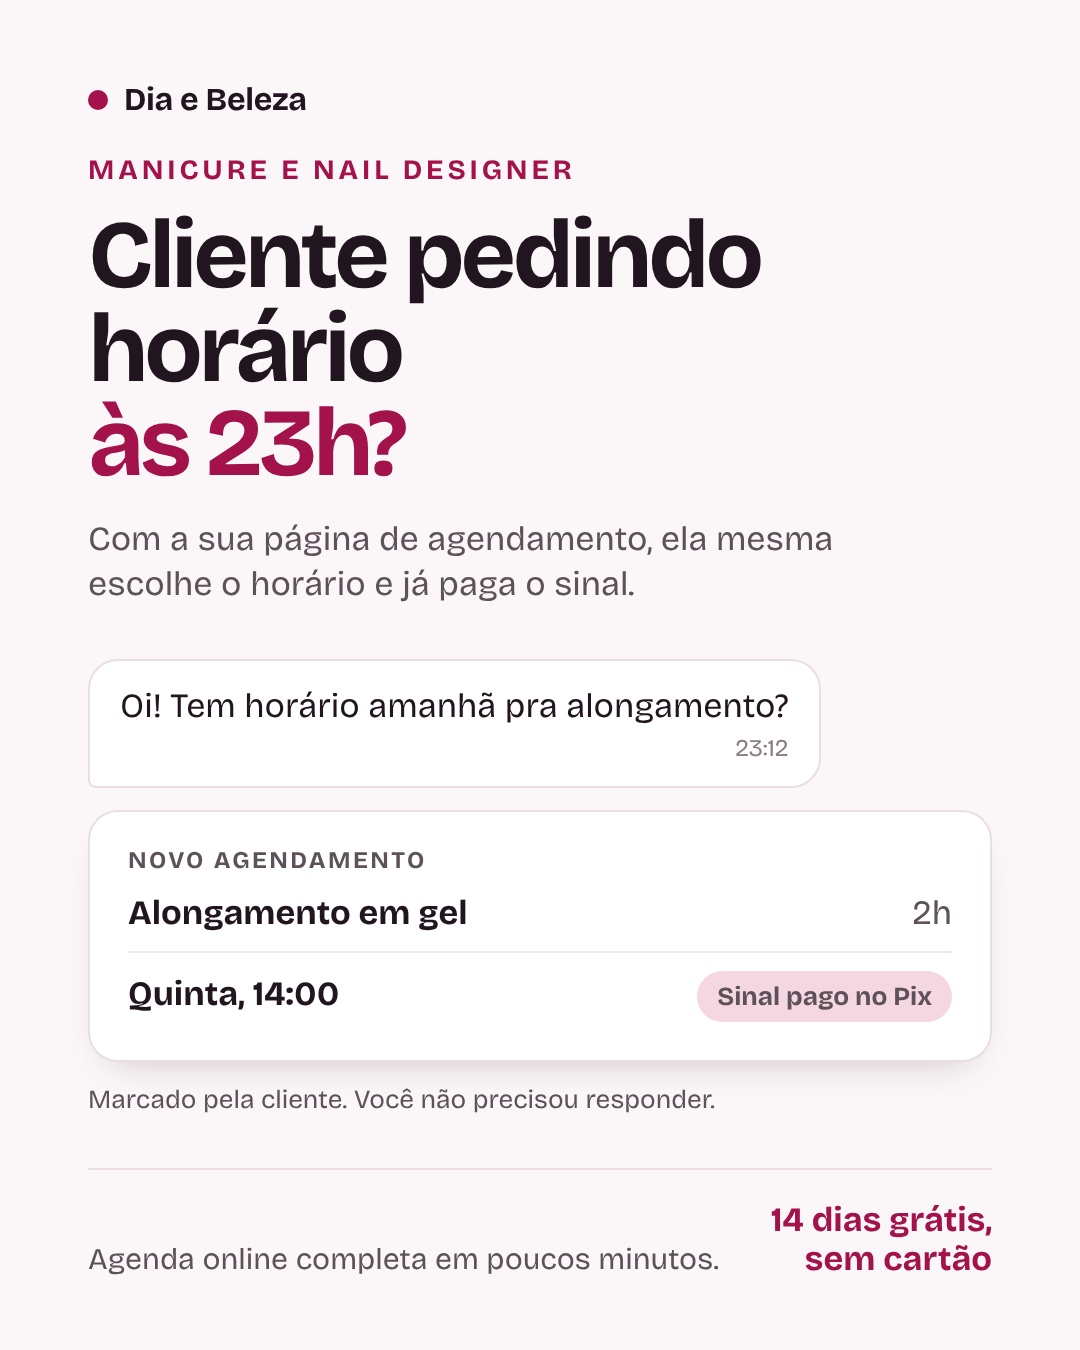 Dia e Beleza
MANICURE E NAIL DESIGNER
Cliente pedindo
horário
às 23h?
Com a sua página de agendamento, ela mesma
escolhe o horário e já paga o sinal.
Oi! Tem horário amanhã pra alongamento?
23:12
NOVO AGENDAMENTO
Alongamento em gel 2h
Quinta, 14:00 Sinal pago no Pix
Marcado pela cliente. Você não precisou responder.
Agenda online completa em poucos minutos.
14 dias grátis,
sem cartão